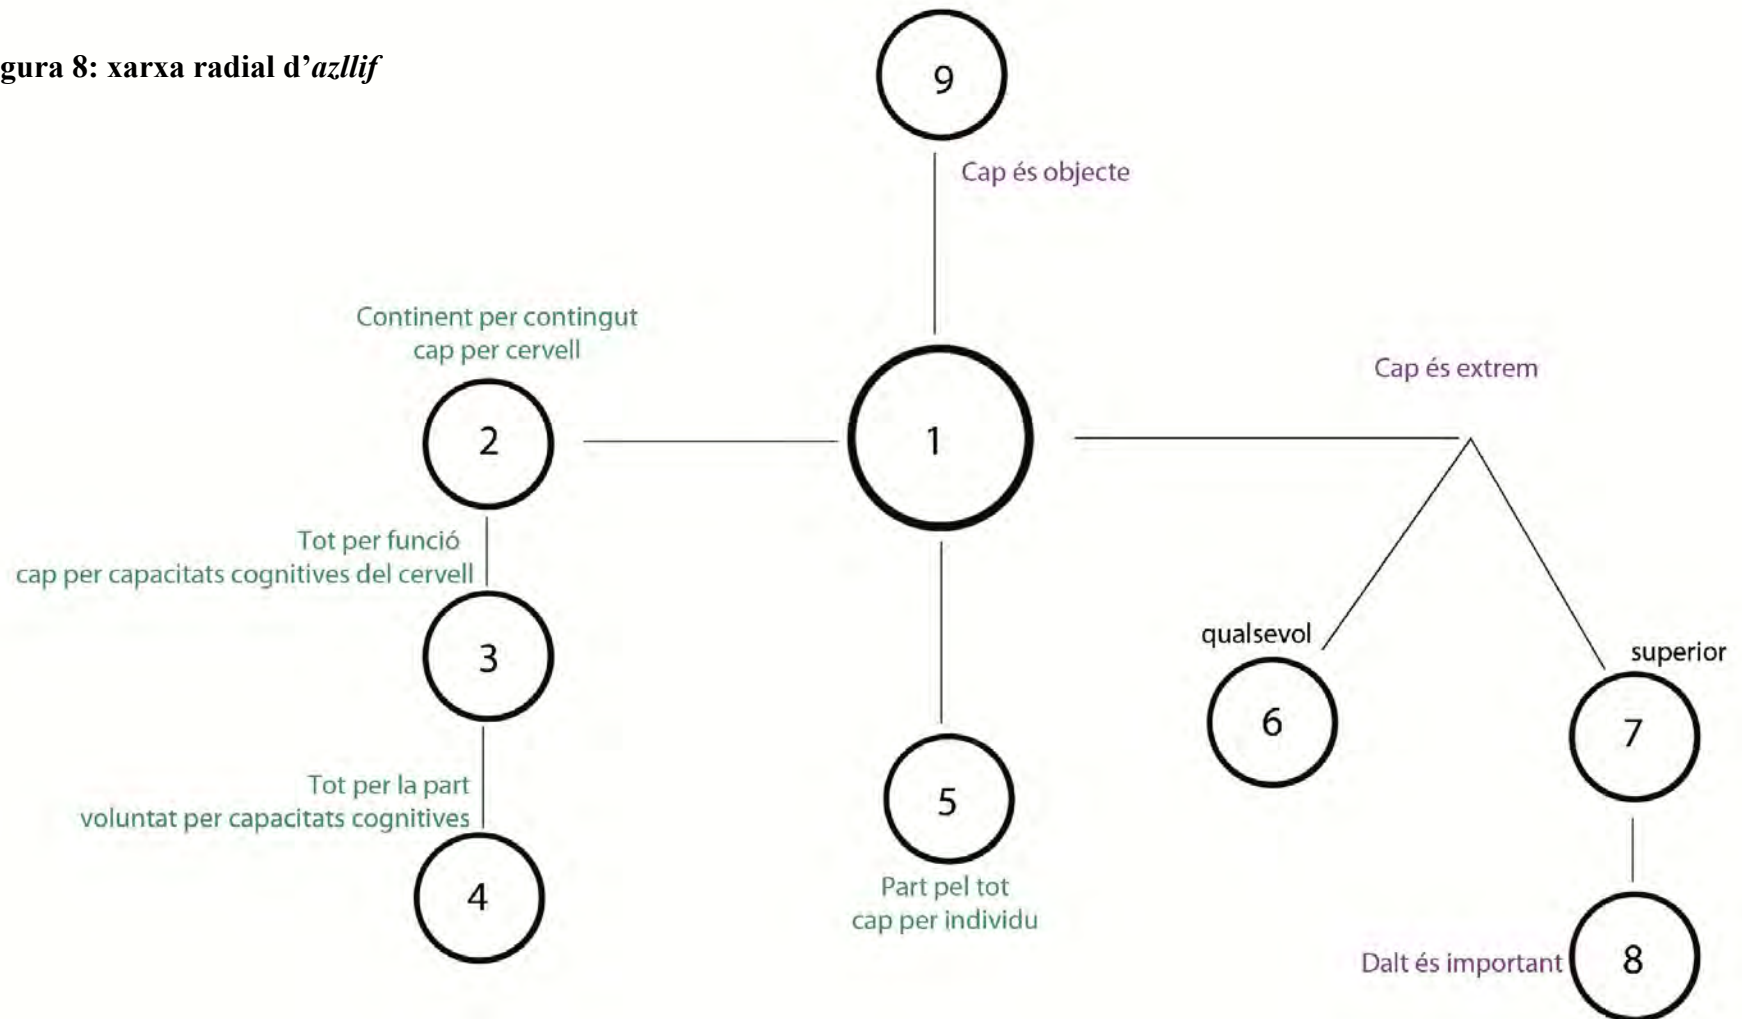 gura 8: xarxa radial d’azllif
9
Cap és objecte
Continent per contingut
cap per cervell
Cap és extrem
2
1
Tot per funció
cap per capacitats cognitives del cervell
qualsevol
superior
3
6
7
Tot per la part
voluntat per capacitats cognitives
5
4
Part pel tot
cap per individu
Dalt és important
8